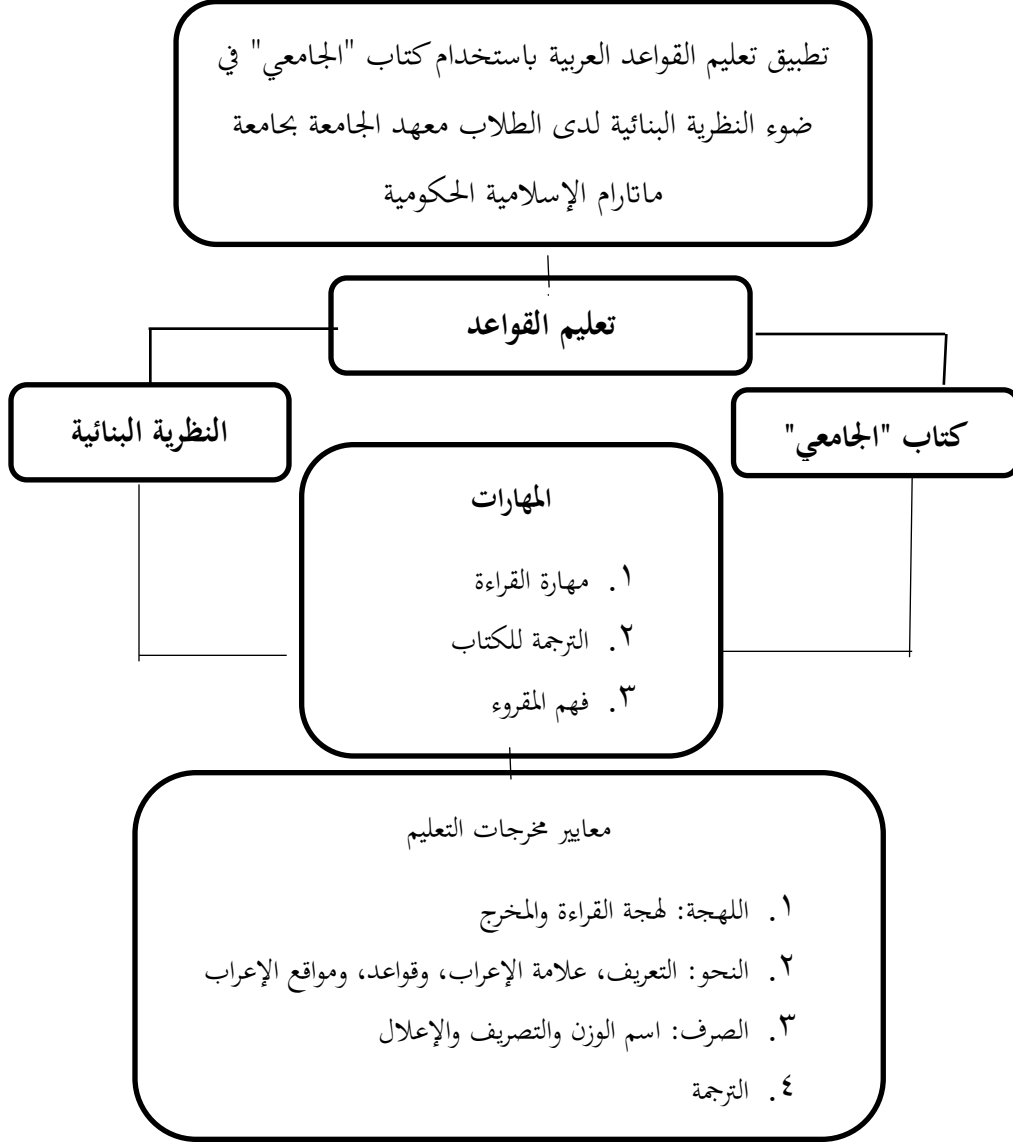 تطبيق تعليم القواعد العربية باستخدام كتاب "الجامعي" في
ضوء النظرية البنائية لدى الطلاب معهد الجامعة بجامعة
ماتارام الإسلامية الحكومية
تعليم القواعد
كتاب "الجامعي"
النظرية البنائية
المهارات
١. مهارة القراءة
٢. الترجمة للكتاب
٣. فهم المقروء
معايير مخرجات التعليم
١. اللهجة: لهجة القراءة والمخرج
٢. النحو: التعريف، علامة الإعراب، وقواعد، ومواقع الإعراب
٣. الصرف: اسم الوزن والتصريف والإعلال
٤. الترجمة